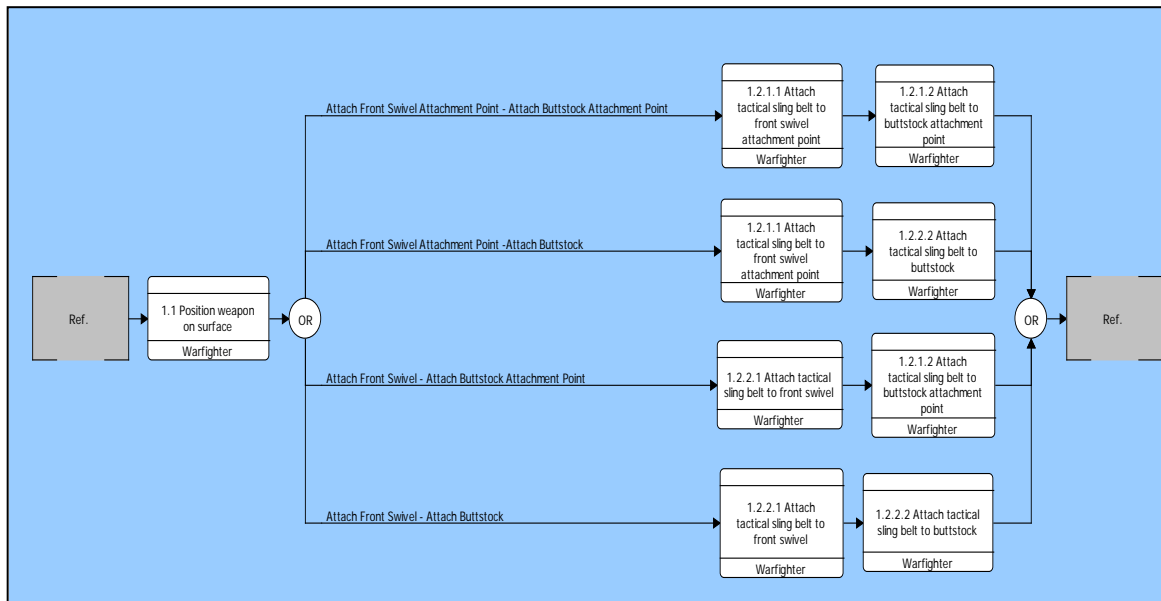 Attach Front Swivel Attachment Point - Attach Buttstock Attachment Point
1.2.1.1 Attach
tactical sling belt to
front swivel
attachment point
Warfighter
1.2.1.2 Attach
tactical sling belt to
buttstock attachment
point
Warfighter
Attach Front Swivel Attachment Point -Attach Buttstock
1.2.1.1 Attach
tactical sling belt to
front swivel
attachment point
Warfighter
1.2.2.2 Attach
tactical sling belt to
buttstock
Warfighter
Ref.
1.1 Position weapon
on surface
Warfighter
OR
OR
Ref.
Attach Front Swivel - Attach Buttstock Attachment Point
1.2.2.1 Attach tactical
sling belt to front swivel
Warfighter
1.2.1.2 Attach
tactical sling belt to
buttstock attachment
point
Warfighter
Attach Front Swivel - Attach Buttstock
1.2.2.1 Attach
tactical sling belt to
front swivel
Warfighter
1.2.2.2 Attach tactical
sling belt to buttstock
Warfighter